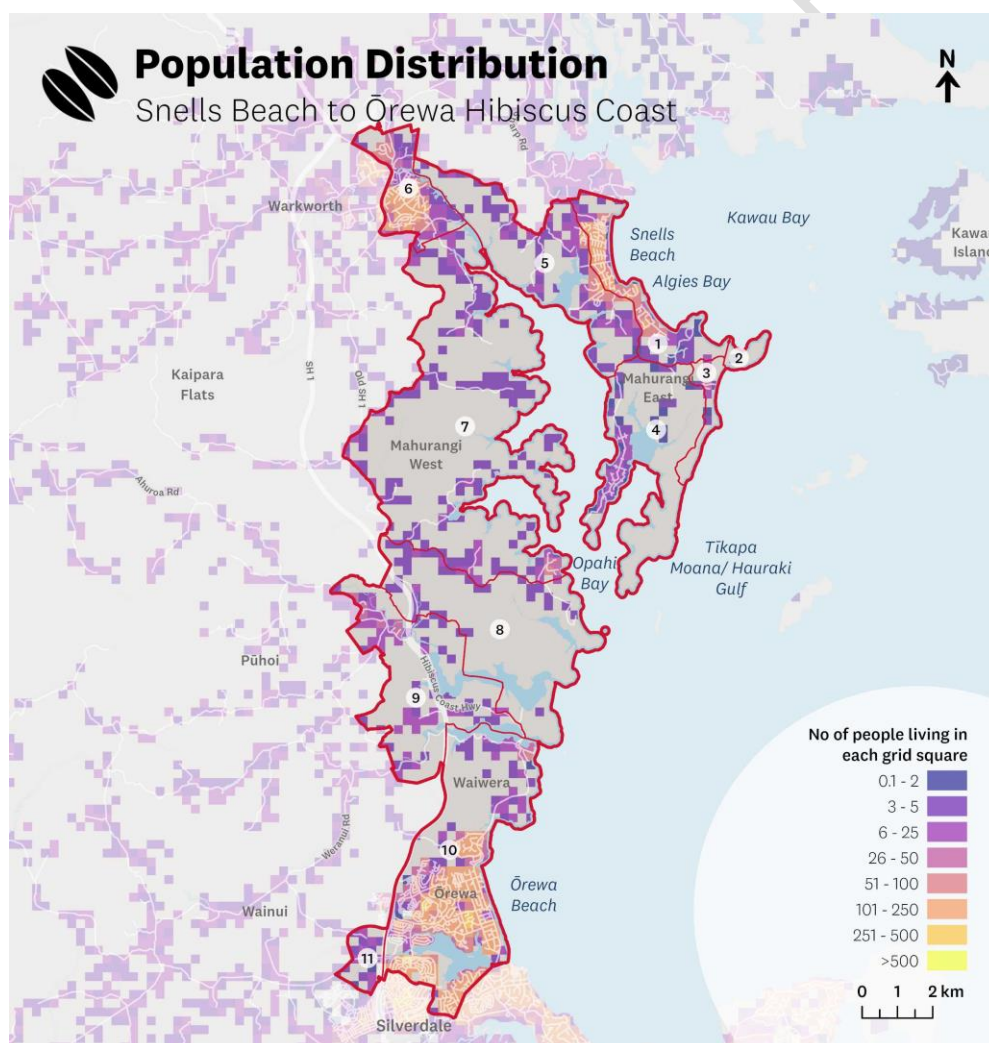 Population Distribution
Snells Beach to Ōrewa Hibiscus Coast
N
Warkworth
6
Kawau Bay
Snells
Beach
5
Algies Bay
1
2
3
Mahurangi
East
Kaipara
Flats
SH 1
Old SH 1
7
4
Mahurangi
West
Ahuroa Rd
Opahi
Bay
Tīkapa
Moana/ Hauraki
Gulf
8
Pūhoi
9
Hibiscus Coast Hwy
Waiwera
Weranui Rd
10
Ōrewa
Ōrewa
Beach
Wainui
11
Silverdale
No of people living in
each grid square
0.1 - 2
3 - 5
6 - 25
26 - 50
51 - 100
101 - 250
251 - 500
>500
0 1 2 km